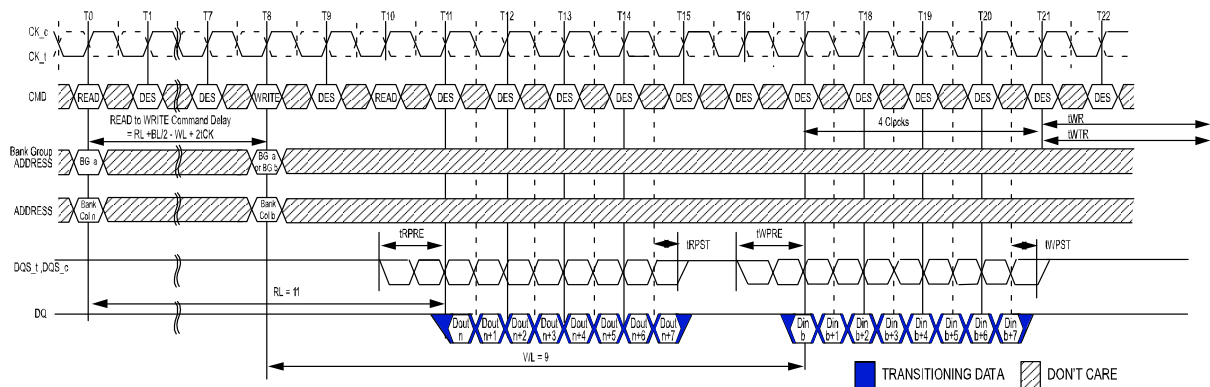 T0 T1 T7 T8 T9 T10 T11 T12 T13 T14 T15 T16 T17 T18 T19 T20 T21 T22
CK_c
CK_t
CMD READ DES DES WRITE DES READ DES DES DES DES DES DES DES DES DES DES DES DES
READ to WRITE Command Delay
= RL +BL/2 - WL + 2tCK
4 Clocks
tWR
tWTR
Bank Group
ADDRESS
BG a
BG a
or BG b
ADDRESS
Bank
Col n
Bank
Col b
tRPRE tRPST tWPRE tWPST
DQS_t ,DQS_c
RL = 11
DQ
Dout
n
Dout
n+1
Dout
n+2
Dout
n+3
Dout
n+4
Dout
n+5
Dout
n+6
Dout
n+7
Din
b
Din
b+1
Din
b+2
Din
b+3
Din
b+4
Din
b+5
Din
b+6
Din
b+7
WL = 9
TRANSITIONING DATA DON'T CARE